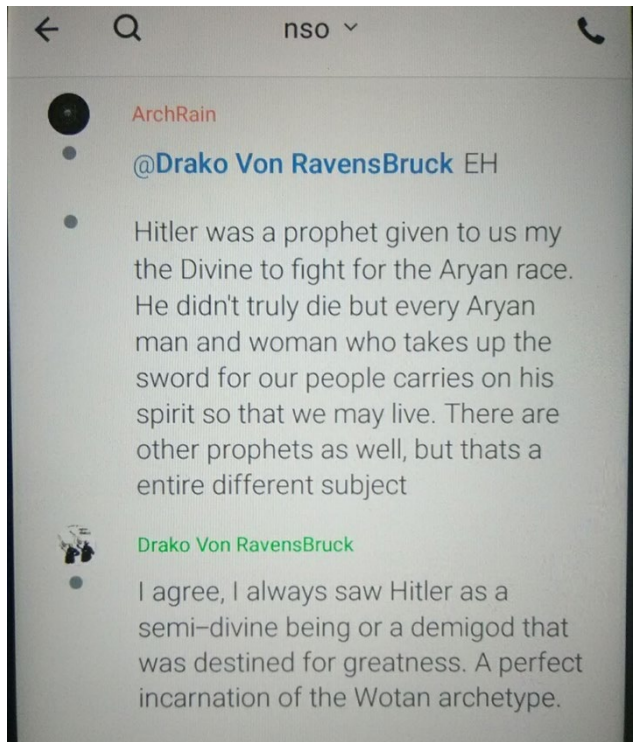 nso
ArchRain
@Drako Von RavensBruck EH
Hitler was a prophet given to us my
the Divine to fight for the Aryan race.
He didn't truly die but every Aryan
man and woman who takes up the
sword for our people carries on his
spirit so that we may live. There are
other prophets as well, but thats a
entire different subject
Drako Von RavensBruck
I agree, I always saw Hitler as a
semi-divine being or a demigod that
was destined for greatness. A perfect
incarnation of the Wotan archetype.